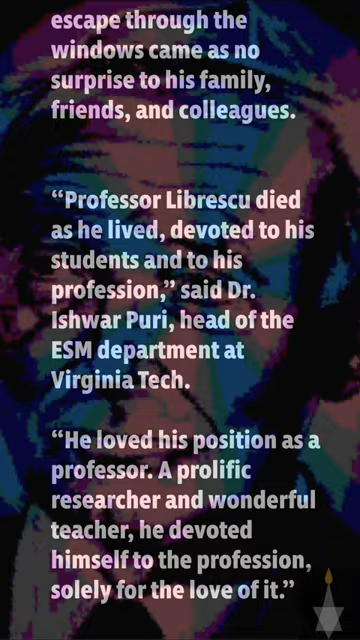 escape through the
windows came as no
surprise to his family,
friends, and colleagues.
“Professor Librescu died
as he lived, devoted to his
students and to his
profession,” said Dr.
Ishwar Puri, head of the
ESM department at
Virginia Tech.
“He loved his position as a
professor. A prolific
researcher and wonderful
teacher, he devoted
himself to the profession,
solely for the love of it.”